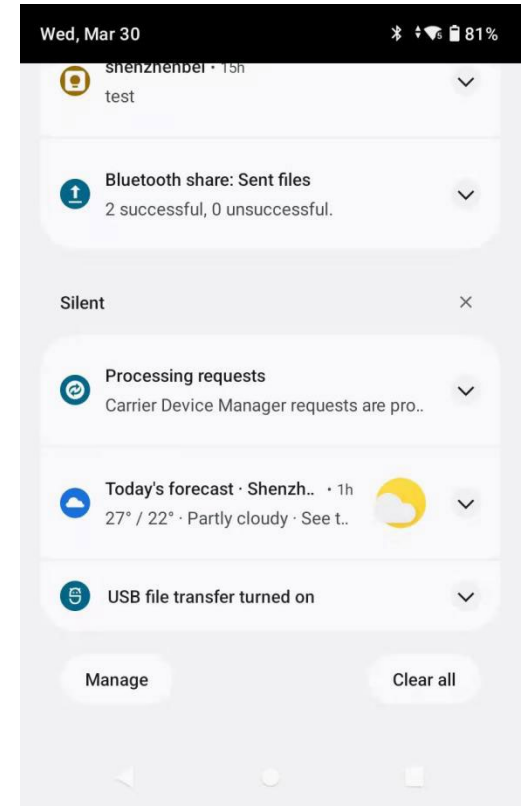 Wed, Mar 30
81%
shenzhenbei · 15h
test
Bluetooth share: Sent files
2 successful, 0 unsuccessful.
Silent
Processing requests
Carrier Device Manager requests are pro..
Today's forecast · Shenzh.. · 1h
27° / 22° · Partly cloudy · See t..
USB file transfer turned on
Manage
Clear all